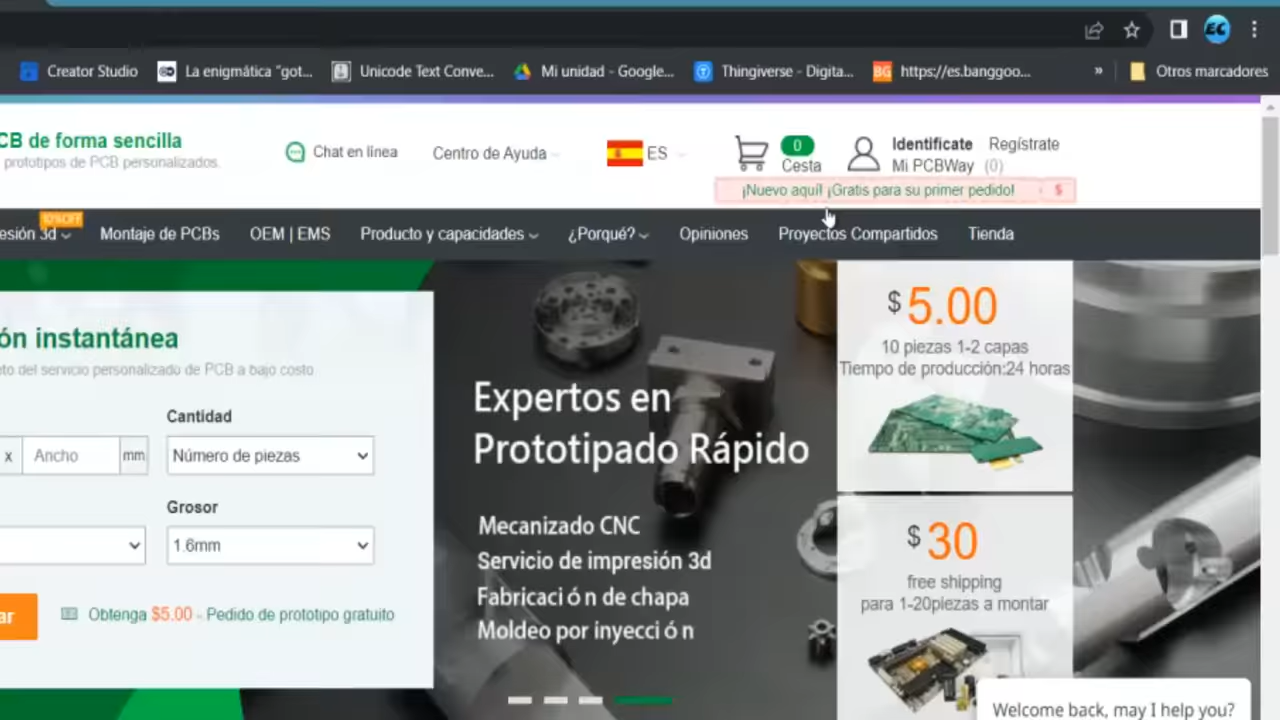 Creator Studio La enigmática "got... Unicode Text Conve... Mi unidad - Google... Thingiverse - Digita... BG https://es.banggoo... » Otros marcadores
CB de forma sencilla
prototipos de PCB personalizados.
Chat en línea
Centro de Ayuda
ES
0
Cesta
Identificate Regístrate
Mi PCBWay (0)
¡Nuevo aquí! ¡Gratis para su primer pedido! $
10%OFF
esión 3d Montaje de PCBs OEM | EMS Producto y capacidades ¿Porqué? Opiniones Proyectos Compartidos Tienda
ón instantánea
to del servicio personalizado de PCB a bajo costo
Cantidad
x Ancho mm Número de piezas
Grosor
1.6mm
ar
Obtenga $5.00 - Pedido de prototipo gratuito
Expertos en
Prototipado Rápido
Mecanizado CNC
Servicio de impresión 3d
Fabricaci ó n de chapa
Moldeo por inyecci ó n
$ 5.00
10 piezas 1-2 capas
Tiempo de producción:24 horas
$ 30
free shipping
para 1-20piezas a montar
Welcome back, may I help you?